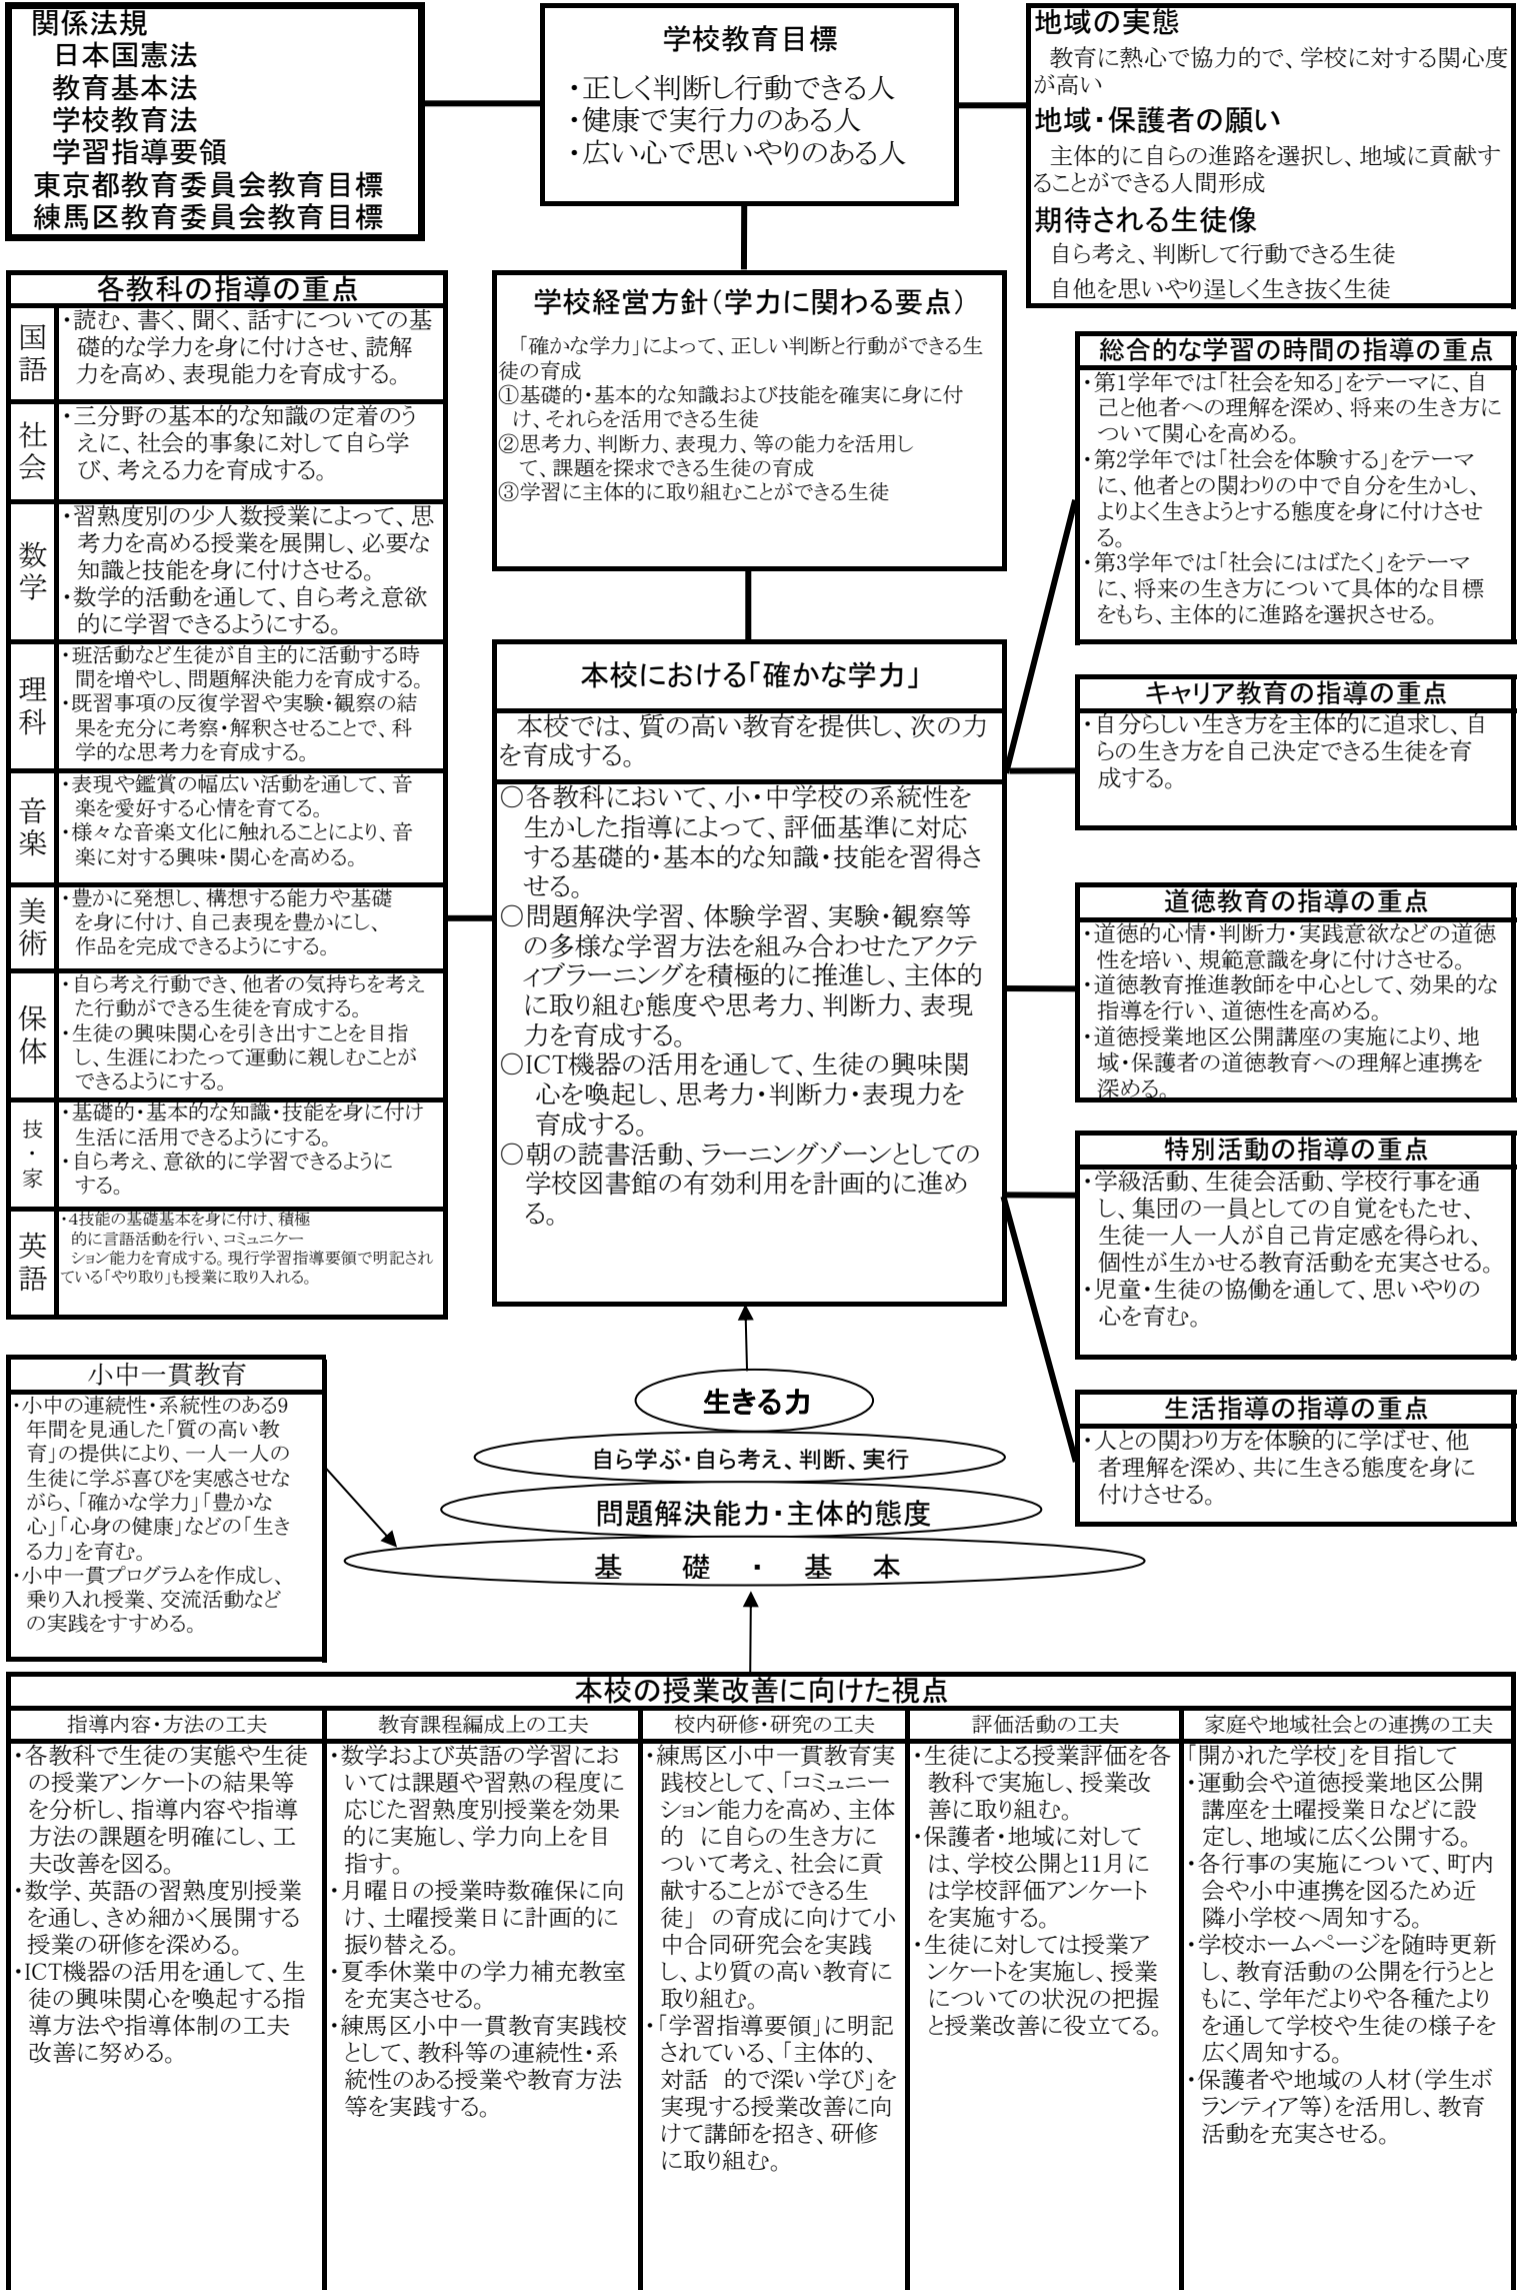 関係法規
日本国憲法
教育基本法
学校教育法
学習指導要領
東京都教育委員会教育目標
練馬区教育委員会教育目標
学校教育目標
・正しく判断し行動できる人
・健康で実行力のある人
・広い心で思いやりのある人
地域の実態
教育に熱心で協力的で、学校に対する関心度
が高い
地域・保護者の願い
主体的に自らの進路を選択し、地域に貢献す
ることができる人間形成
期待される生徒像
自ら考え、判断して行動できる生徒
自他を思いやり逞しく生き抜く生徒
各教科の指導の重点
国語
・読む、書く、聞く、話すについての基
礎的な学力を身に付けさせ、読解
力を高め、表現能力を育成する。
社会
・三分野の基本的な知識の定着のう
えに、社会的事象に対して自ら学
び、考える力を育成する。
数学
・習熟度別の少人数授業によって、思
考力を高める授業を展開し、必要な
知識と技能を身に付けさせる。
・数学的活動を通して、自ら考え意欲
的に学習できるようにする。
理科
・班活動など生徒が自主的に活動する時
間を増やし、問題解決能力を育成する。
・既習事項の反復学習や実験・観察の結
果を充分に考察・解釈させることで、科
学的な思考力を育成する。
音楽
・表現や鑑賞の幅広い活動を通して、音
楽を愛好する心情を育てる。
・様々な音楽文化に触れることにより、音
楽に対する興味・関心を高める。
美術
・豊かに発想し、構想する能力や基礎
を身に付け、自己表現を豊かにし、
作品を完成できるようにする。
保体
・自ら考え行動でき、他者の気持ちを考え
た行動ができる生徒を育成する。
・生徒の興味関心を引き出すことを目指
し、生涯にわたって運動に親しむことが
できるようにする。
技・家
・基礎的・基本的な知識・技能を身に付け
生活に活用できるようにする。
・自ら考え、意欲的に学習できるように
する。
英語
・4技能の基礎基本を身に付け、積極
的に言語活動を行い、コミュニケー
ション能力を育成する。現行学習指導要領で明記され
ている「やり取り」も授業に取り入れる。
学校経営方針(学力に関わる要点)
「確かな学力」によって、正しい判断と行動ができる生
徒の育成
①基礎的・基本的な知識および技能を確実に身に付
け、それらを活用できる生徒
②思考力、判断力、表現力、等の能力を活用し
て、課題を探求できる生徒の育成
③学習に主体的に取り組むことができる生徒
本校における「確かな学力」
本校では、質の高い教育を提供し、次の力
を育成する。
○各教科において、小・中学校の系統性を
生かした指導によって、評価基準に対応
する基礎的・基本的な知識・技能を習得さ
せる。
○問題解決学習、体験学習、実験・観察等
の多様な学習方法を組み合わせたアクテ
ィブラーニングを積極的に推進し、主体的
に取り組む態度や思考力、判断力、表現
力を育成する。
○ICT機器の活用を通して、生徒の興味関
心を喚起し、思考力・判断力・表現力を
育成する。
○朝の読書活動、ラーニングゾーンとしての
学校図書館の有効利用を計画的に進め
る。
総合的な学習の時間の指導の重点
・第1学年では「社会を知る」をテーマに、自
己と他者への理解を深め、将来の生き方に
ついて関心を高める。
・第2学年では「社会を体験する」をテーマ
に、他者との関わりの中で自分を生かし、
よりよく生きようとする態度を身に付けさせ
る。
・第3学年では「社会にはばたく」をテーマ
に、将来の生き方について具体的な目標
をもち、主体的に進路を選択させる。
キャリア教育の指導の重点
・自分らしい生き方を主体的に追求し、自
らの生き方を自己決定できる生徒を育
成する。
道徳教育の指導の重点
・道徳的心情・判断力・実践意欲などの道徳
性を培い、規範意識を身に付けさせる。
・道徳教育推進教師を中心として、効果的な
指導を行い、道徳性を高める。
・道徳授業地区公開講座の実施により、地
域・保護者の道徳教育への理解と連携を
深める。
特別活動の指導の重点
・学級活動、生徒会活動、学校行事を通
し、集団の一員としての自覚をもたせ、
生徒一人一人が自己肯定感を得られ、
個性が生かせる教育活動を充実させる。
・児童・生徒の協働を通して、思いやりの
心を育む。
生活指導の指導の重点
・人との関わり方を体験的に学ばせ、他
者理解を深め、共に生きる態度を身に
付けさせる。
小中一貫教育
・小中の連続性・系統性のある9
年間を見通した「質の高い教
育」の提供により、一人一人の
生徒に学ぶ喜びを実感させな
がら、「確かな学力」「豊かな
心」「心身の健康」などの「生き
る力」を育む。
・小中一貫プログラムを作成し、
乗り入れ授業、交流活動など
の実践をすすめる。
生きる力
自ら学ぶ・自ら考え、判断、実行
問題解決能力・主体的態度
基 礎 ・ 基 本
本校の授業改善に向けた視点
指導内容・方法の工夫
・各教科で生徒の実態や生徒
の授業アンケートの結果等
を分析し、指導内容や指導
方法の課題を明確にし、工
夫改善を図る。
・数学、英語の習熟度別授業
を通し、きめ細かく展開する
授業の研修を深める。
・ICT機器の活用を通して、生
徒の興味関心を喚起する指
導方法や指導体制の工夫
改善に努める。
教育課程編成上の工夫
・数学および英語の学習にお
いては課題や習熟の程度に
応じた習熟度別授業を効果
的に実施し、学力向上を目
指す。
・月曜日の授業時数確保に向
け、土曜授業日に計画的に
振り替える。
・夏季休業中の学力補充教室
を充実させる。
・練馬区小中一貫教育実践校
として、教科等の連続性・系
統性のある授業や教育方法
等を実践する。
校内研修・研究の工夫
・練馬区小中一貫教育実
践校として、「コミュニー
ション能力を高め、主体
的 に自らの生き方に
ついて考え、社会に貢
献することができる生
徒」 の育成に向けて小
中合同研究会を実践
し、より質の高い教育に
取り組む。
・「学習指導要領」に明記
されている、「主体的、
対話 的で深い学び」を
実現する授業改善に向
けて講師を招き、研修
に取り組む。
評価活動の工夫
・生徒による授業評価を各
教科で実施し、授業改
善に取り組む。
・保護者・地域に対して
は、学校公開と11月に
は学校評価アンケート
を実施する。
・生徒に対しては授業ア
ンケートを実施し、授業
についての状況の把握
と授業改善に役立てる。
家庭や地域社会との連携の工夫
「開かれた学校」を目指して
・運動会や道徳授業地区公開
講座を土曜授業日などに設
定し、地域に広く公開する。
・各行事の実施について、町内
会や小中連携を図るため近
隣小学校へ周知する。
・学校ホームページを随時更新
し、教育活動の公開を行うとと
もに、学年だよりや各種たより
を通して学校や生徒の様子を
広く周知する。
・保護者や地域の人材(学生ボ
ランティア等)を活用し、教育
活動を充実させる。